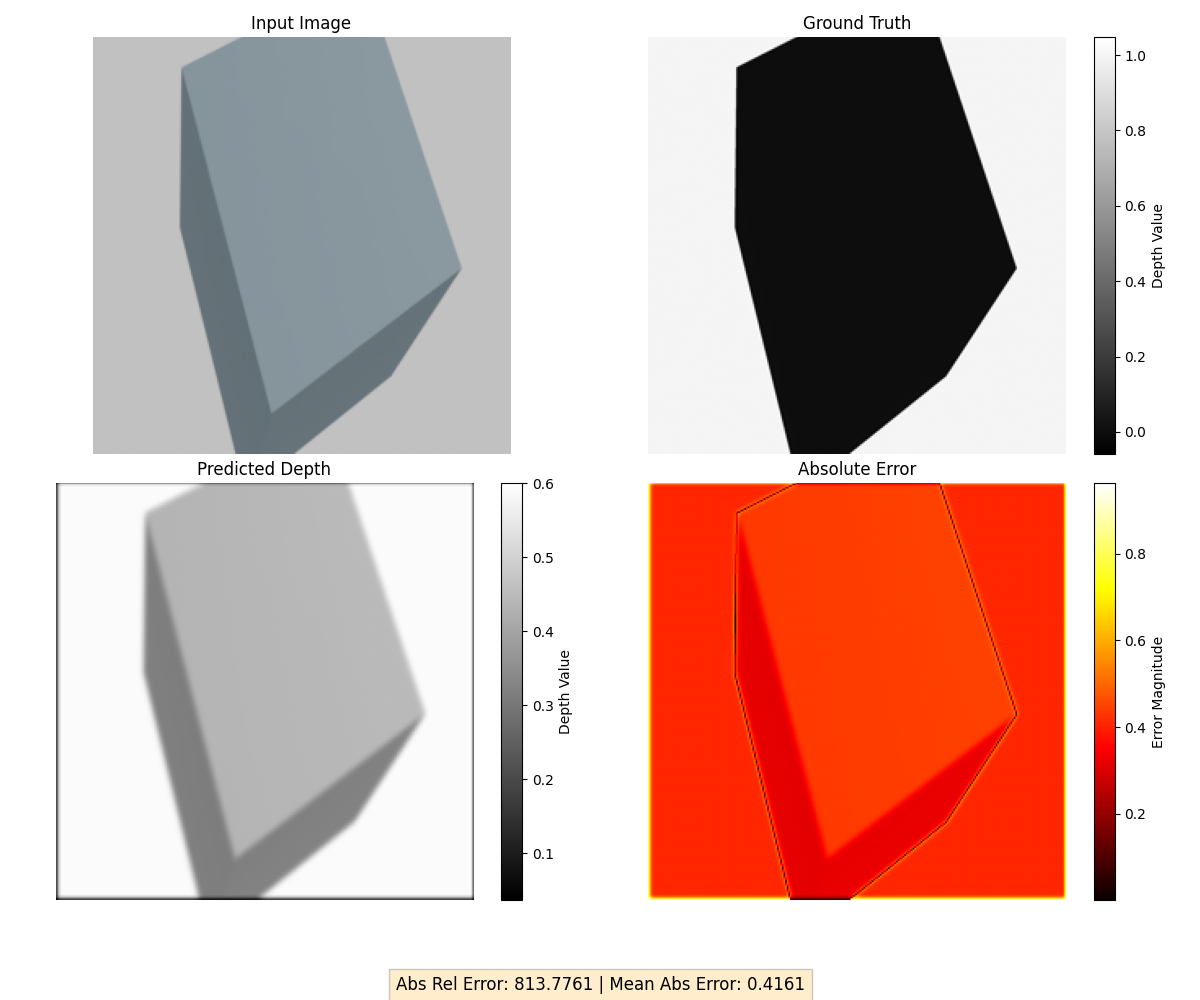 Input Image
Ground Truth
1.0
0.8
0.6
0.4
0.2
0.0
Depth Value
Predicted Depth
0.6
0.5
0.4
0.3
0.2
0.1
Depth Value
Absolute Error
0.8
0.6
0.4
0.2
Error Magnitude
Abs Rel Error: 813.7761 | Mean Abs Error: 0.4161